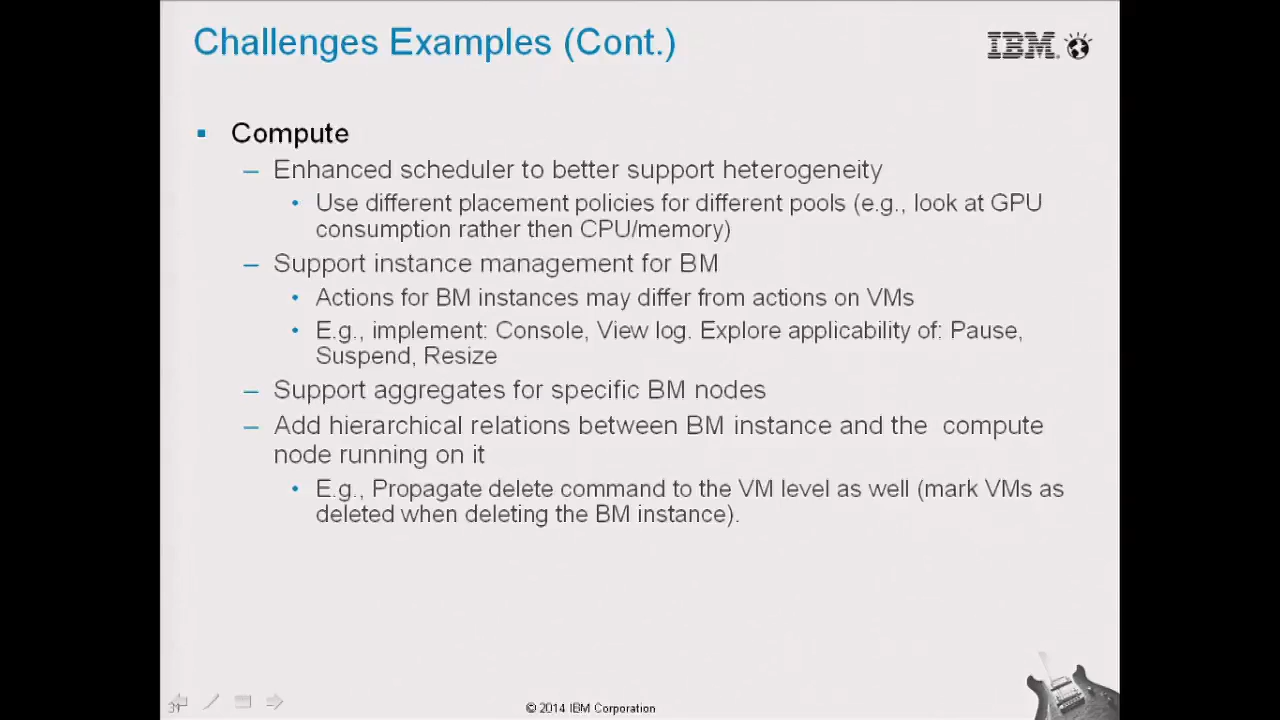 Challenges Examples (Cont.)
IBM.
Compute
– Enhanced scheduler to better support heterogeneity
• Use different placement policies for different pools (e.g., look at GPU
consumption rather then CPU/memory)
– Support instance management for BM
• Actions for BM instances may differ from actions on VMs
• E.g., implement: Console, View log. Explore applicability of: Pause,
Suspend, Resize
– Support aggregates for specific BM nodes
– Add hierarchical relations between BM instance and the compute
node running on it
• E.g., Propagate delete command to the VM level as well (mark VMs as
deleted when deleting the BM instance).
© 2014 IBM Corporation